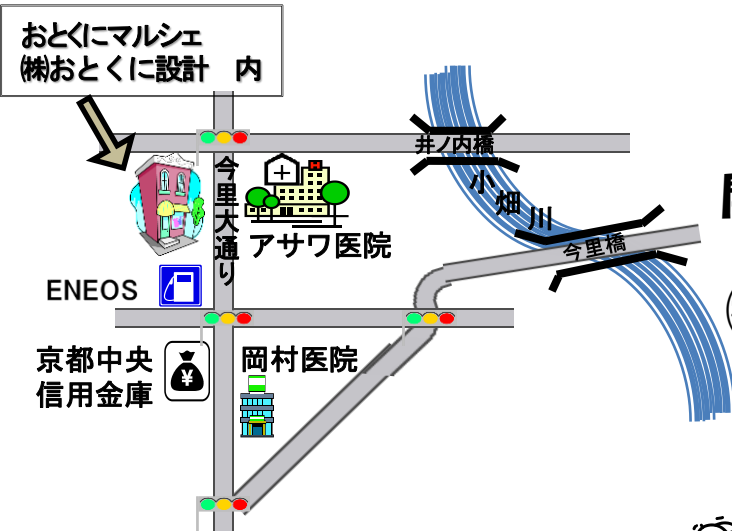 おとくにマルシェ
㈱おとくに設計　内
井ノ内橋
今里大通り
H
小畑川
アサワ医院
今里橋
ENEOS
京都中央
信用金庫
¥
岡村医院